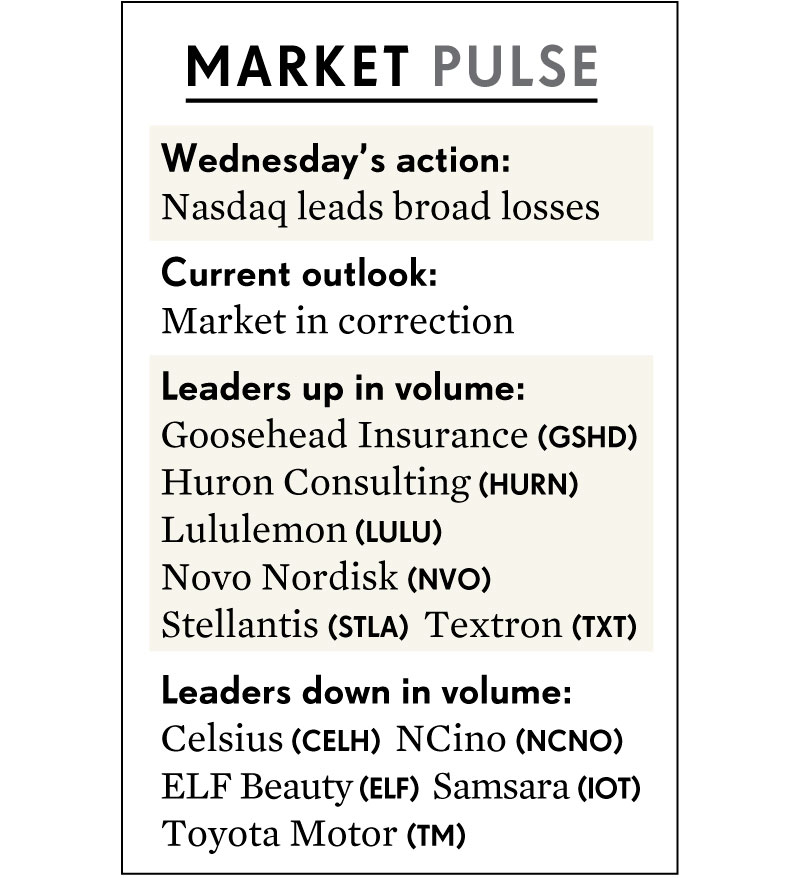 MARKET PULSE
Wednesday’s action:
Nasdaq leads broad losses
Current outlook:
Market in correction
Leaders up in volume:
Goosehead Insurance (GSHD)
Huron Consulting (HURN)
Lululemon (LULU)
Novo Nordisk (NVO)
Stellantis (STLA) Textron (TXT)
Leaders down in volume:
Celsius (CELH) NCino (NCNO)
ELF Beauty (ELF) Samsara (IOT)
Toyota Motor (TM)